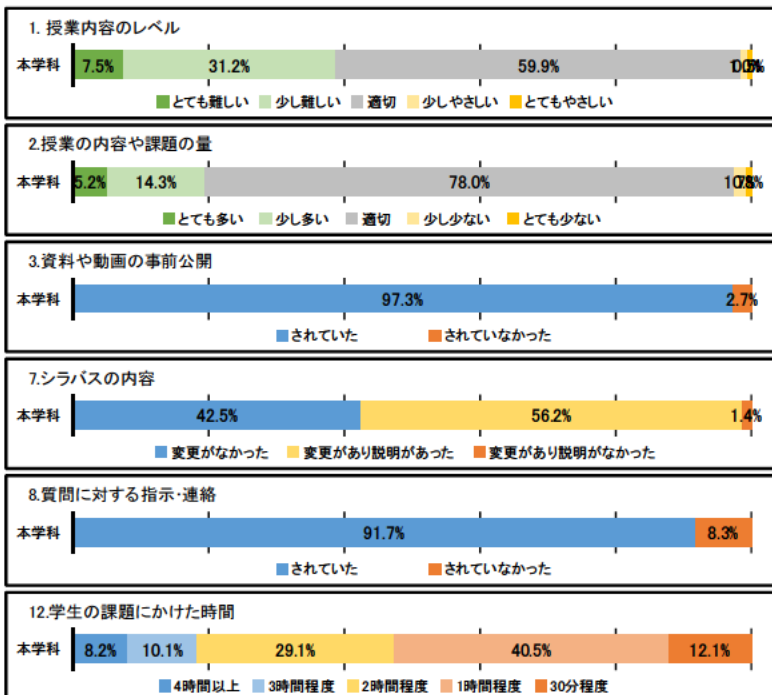 1. 授業内容のレベル
本学科 7.5% 31.2% 59.9%
とても難しい 少し難しい 適切 少しやさしい とてもやさしい
2.授業の内容や課題の量
本学科 5.2% 14.3% 78.0%
とても多い 少し多い 適切 少し少ない とても少ない
3.資料や動画の事前公開
本学科 97.3% 2.7%
されていた されていなかった
7.シラバスの内容
本学科 42.5% 56.2% 1.4%
変更がなかった 変更があり説明があった 変更があり説明がなかった
8.質問に対する指示・連絡
本学科 91.7% 8.3%
されていた されていなかった
12.学生の課題にかけた時間
本学科 8.2% 10.1% 29.1% 40.5% 12.1%
4時間以上 3時間程度 2時間程度 1時間程度 30分程度